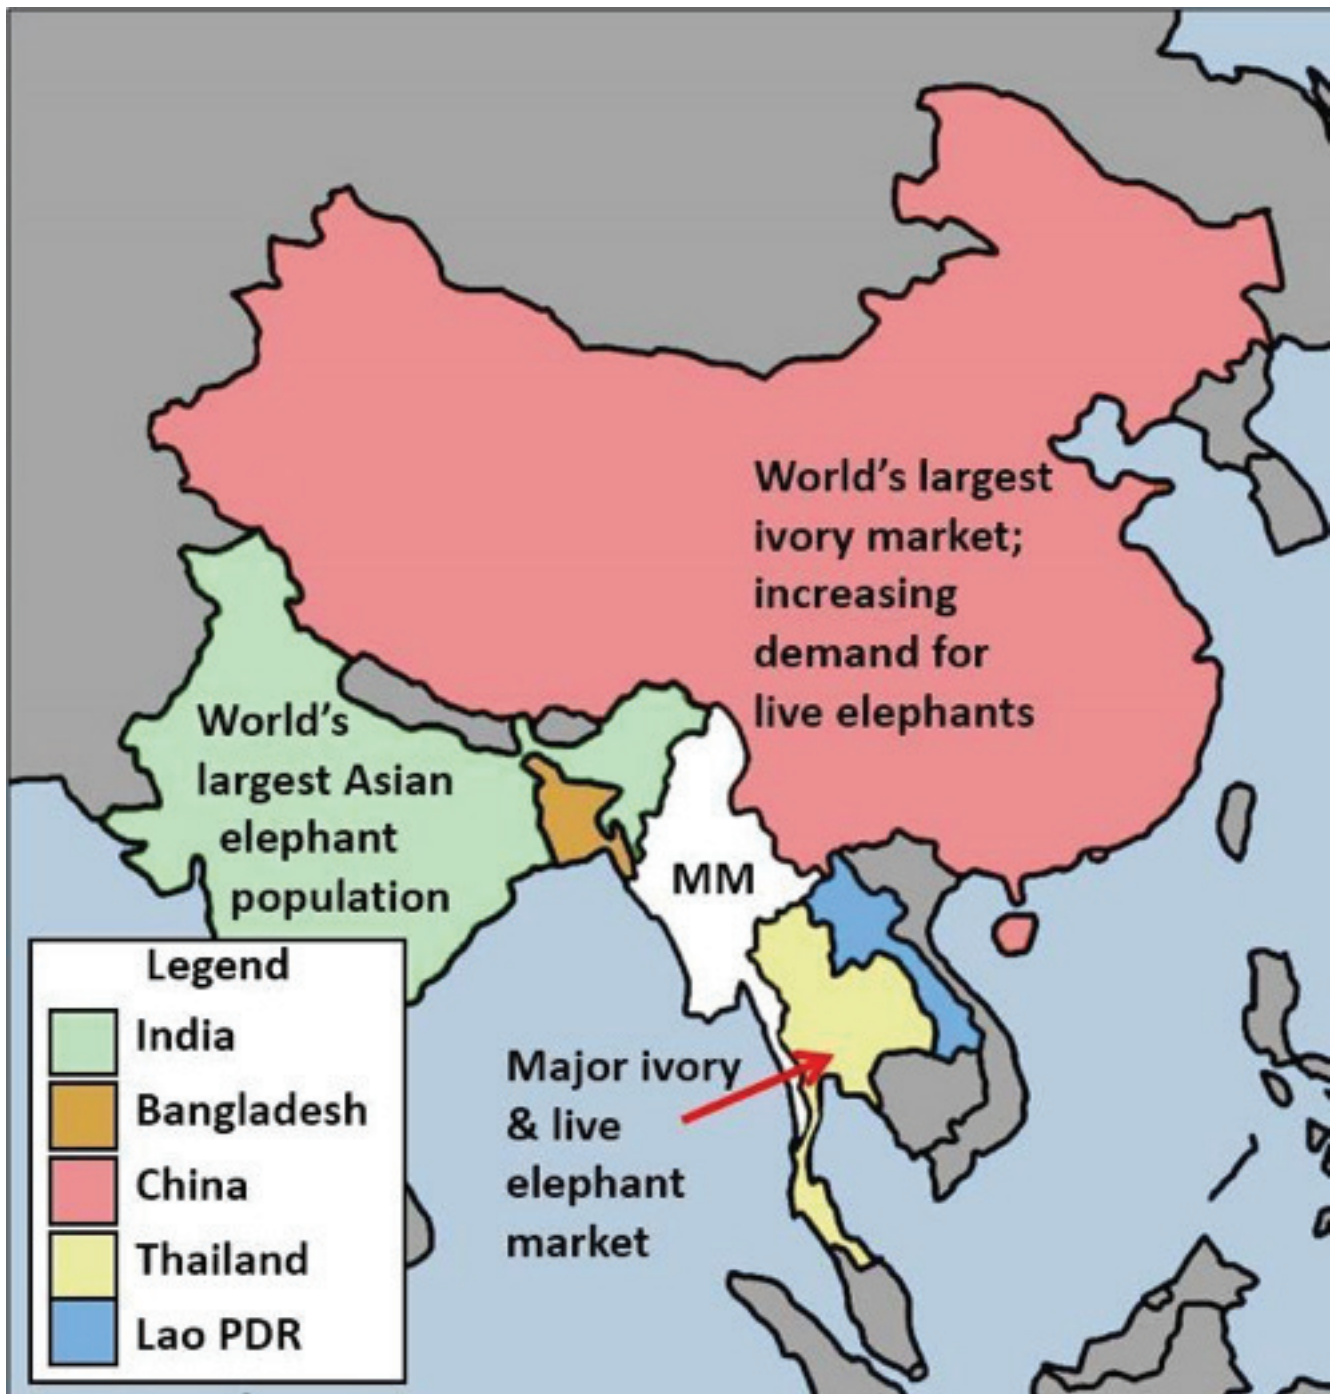 World's largest
ivory market;
increasing
demand for
live elephants
World's
largest Asian
elephant
population
MM
Major ivory
& live
elephant
market
Legend
India
Bangladesh
China
Thailand
Lao PDR